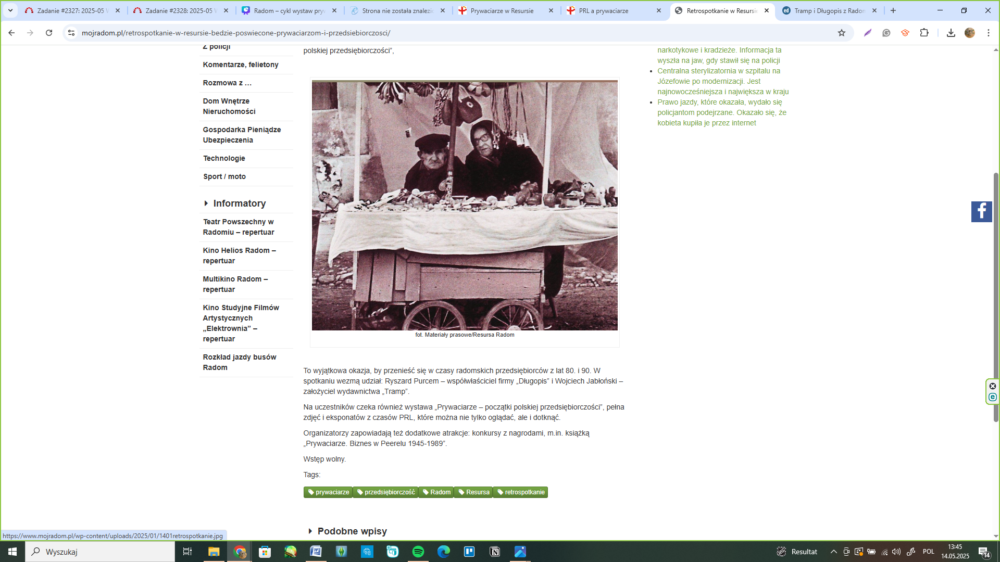 Zadanie #2327: 2025-05
Zadanie #2328: 2025-05
Radom – cykl wystaw pryw
Strona nie została znalezio
Prywaciarze w Resursie
PRL a prywaciarze
Retrospotkanie w Resursie
Tramp i Długopis z Radom
mojradom.pl/retrospotkanie-w-resursie-bedzie-poswiecone-prywaciarzom-i-przedsiebiorczosci/
Z policji
Komentarze, felietony
Rozmowa z …
Dom Wnętrze
Nieruchomości
Gospodarka Pieniądze
Ubezpieczenia
Technologie
Sport / moto
Informatory
Teatr Powszechny w
Radomiu – repertuar
Kino Helios Radom –
repertuar
Multikino Radom –
repertuar
Kino Studyjne Filmów
Artystycznych
„Elektrownia” –
repertuar
Rozkład jazdy busów
Radom
polskiej przedsiębiorczości”,
fot. Materiały prasowe/Resursa Radom
To wyjątkowa okazja, by przenieść się w czasy radomskich przedsiębiorców z lat 80. i 90. W
spotkaniu wezmą udział: Ryszard Purcem – współwłaściciel firmy „Długopis” i Wojciech Jabłoński –
założyciel wydawnictwa „Tramp”.
Na uczestników czeka również wystawa „Prywaciarze – początki polskiej przedsiębiorczości”, pełna
zdjęć i eksponatów z czasów PRL, które można nie tylko oglądać, ale i dotknąć.
Organizatorzy zapowiadają też dodatkowe atrakcje: konkursy z nagrodami, m.in. książką
„Prywaciarze. Biznes w Peerelu 1945-1989”.
Wstęp wolny.
Tags:
prywaciarze przedsiębiorczość Radom Resursa retrospotkanie
Podobne wpisy
narkotykowe i kradzieże. Informacja ta
wyszła na jaw, gdy stawił się na policji
Centralna sterylizatornia w szpitalu na
Józefowie po modernizacji. Jest
najnowocześniejsza i największa w kraju
Prawo jazdy, które okazała, wydało się
policjantom podejrzane. Okazało się, że
kobieta kupiła je przez internet
https://www.mojradom.pl/wp-content/uploads/2025/01/1401retrospotkanie.jpg
Wyszukaj
Resultat
POL
13:45
14.05.2025
14